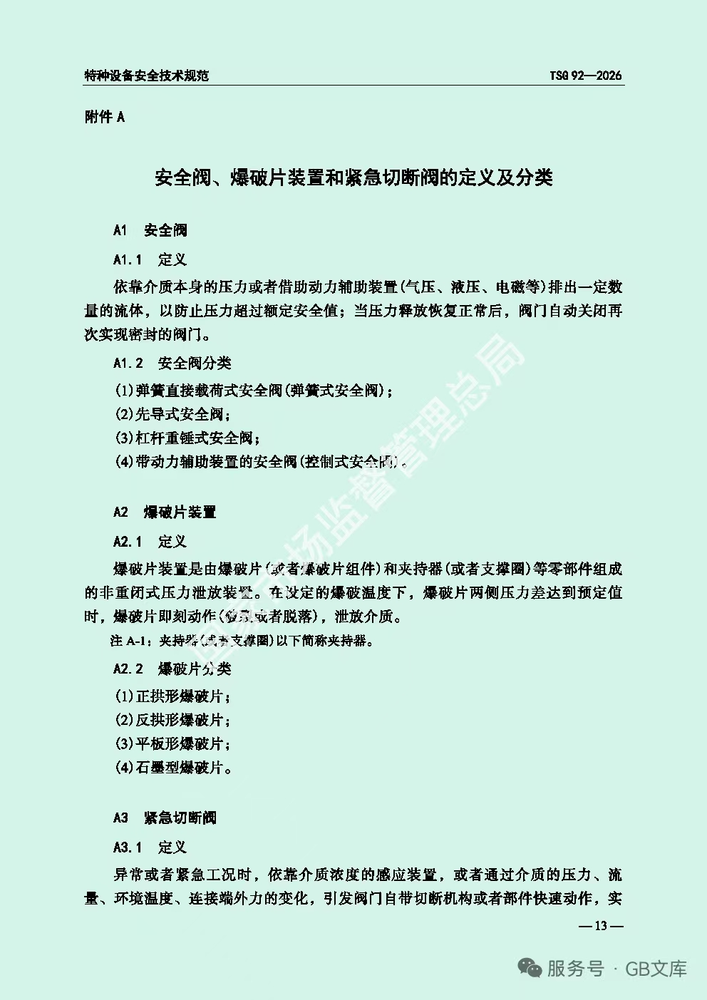 特种设备安全技术规范 TSG 92—2026
附件 A
安全阀、爆破片装置和紧急切断阀的定义及分类
A1 安全阀
A1.1 定义
依靠介质本身的压力或者借助动力辅助装置(气压、液压、电磁等)排出一定数
量的流体，以防止压力超过额定安全值；当压力释放恢复正常后，阀门自动关闭再
次实现密封的阀门。
A1.2 安全阀分类
(1)弹簧直接载荷式安全阀(弹簧式安全阀)；
(2)先导式安全阀；
(3)杠杆重锤式安全阀；
(4)带动力辅助装置的安全阀(控制式安全阀)。
A2 爆破片装置
A2.1 定义
爆破片装置是由爆破片(或者爆破片组件)和夹持器(或者支撑圈)等零部件组成
的非重闭式压力泄放装置。在设定的爆破温度下，爆破片两侧压力差达到预定值
时，爆破片即刻动作(破裂或者脱落)，泄放介质。
注 A-1：夹持器(或者支撑圈)以下简称夹持器。
A2.2 爆破片分类
(1)正拱形爆破片；
(2)反拱形爆破片；
(3)平板形爆破片；
(4)石墨型爆破片。
A3 紧急切断阀
A3.1 定义
异常或者紧急工况时，依靠介质浓度的感应装置，或者通过介质的压力、流
量、环境温度、连接端外力的变化，引发阀门自带切断机构或者部件快速动作，实
— 13 —
国家市场监督管理总局
服务号 · GB文库